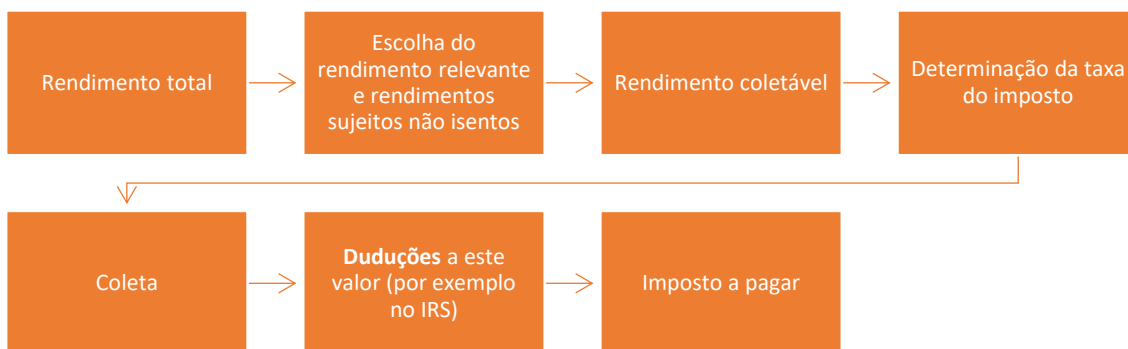 Rendimento total
Escolha do
rendimento relevante
e rendimentos
sujeitos não isentos
Rendimento coletável
Determinação da taxa
do imposto
Coleta
Duduções a este
valor (por exemplo
no IRS)
Imposto a pagar